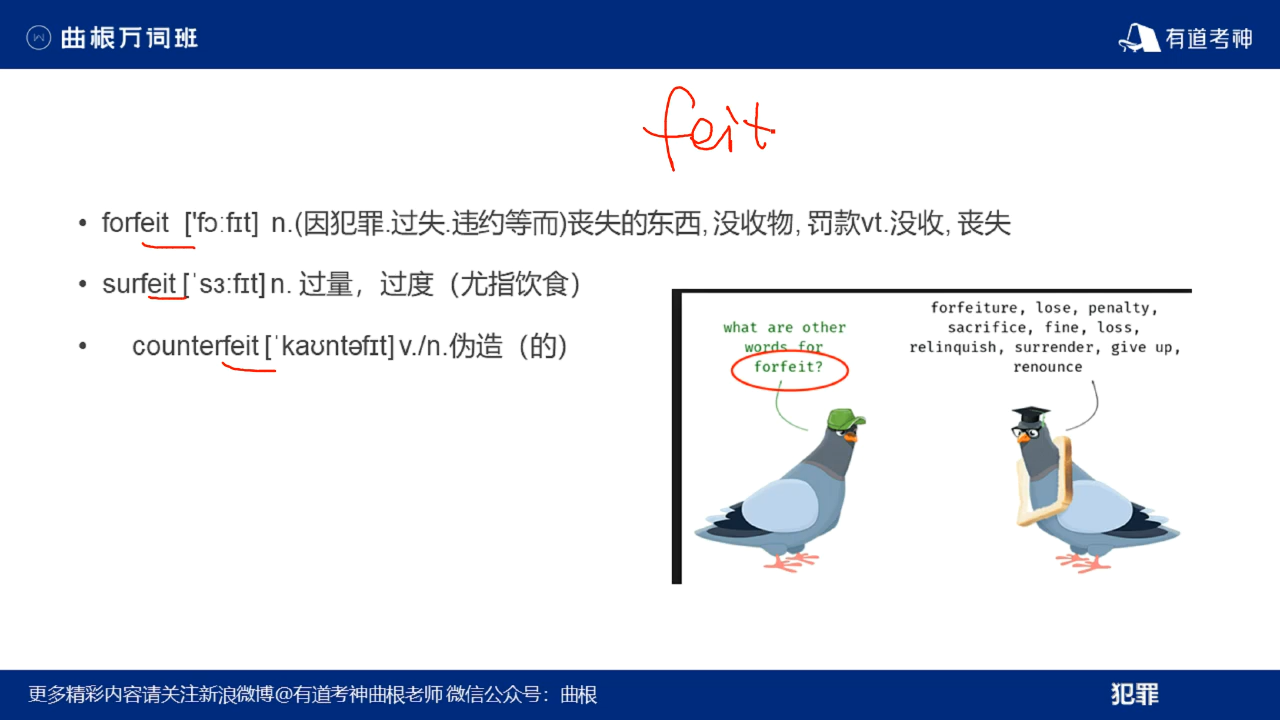 曲根万词班
有道考神
feit
• forfeit ['fɔːfɪt] n.(因犯罪.过失.违约等而)丧失的东西, 没收物, 罚款vt.没收, 丧失
• surfeit [ˈsɜːfɪt] n. 过量，过度（尤指饮食）
• counterfeit [ˈkaʊntəfɪt] v./n.伪造（的）
what are other
words for
forfeit?
forfeiture, lose, penalty,
sacrifice, fine, loss,
relinquish, surrender, give up,
renounce
更多精彩内容请关注新浪微博@有道考神曲根老师 微信公众号：曲根
犯罪